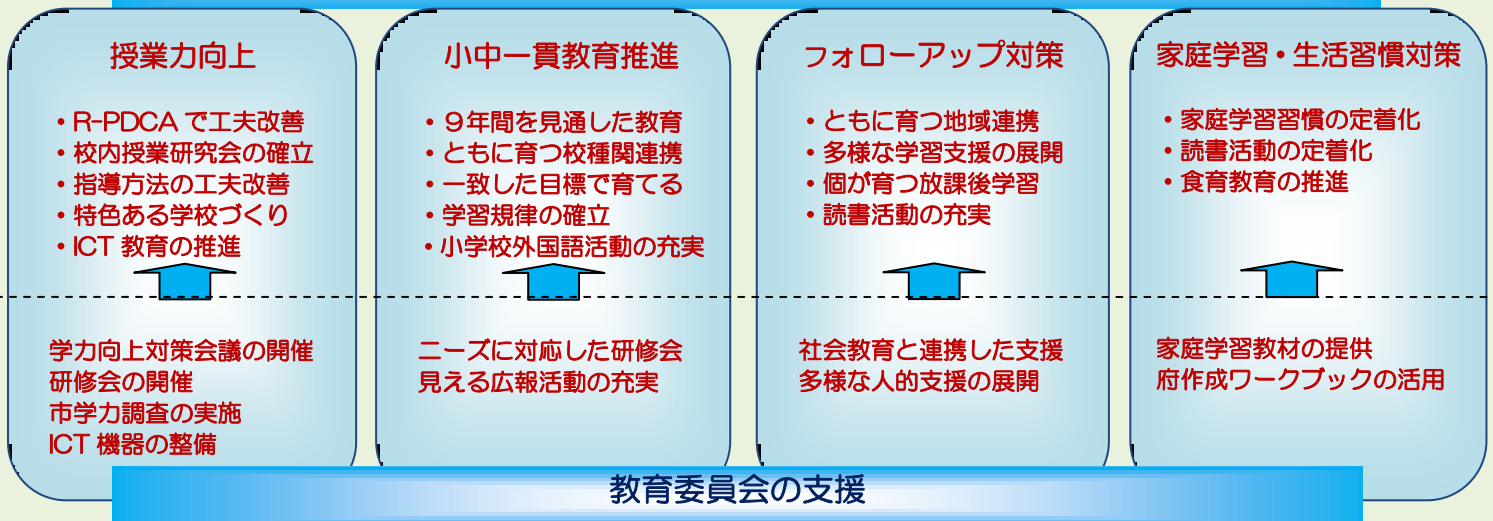 授業力向上
・R-PDCAで工夫改善
・校内授業研究会の確立
・指導方法の工夫改善
・特色ある学校づくり
・ICT教育の推進
学力向上対策会議の開催
研修会の開催
市学力調査の実施
ICT機器の整備
小中一貫教育推進
・９年間を見通した教育
・ともに育つ校種関連携
・一致した目標で育てる
・学習規律の確立
・小学校外国語活動の充実
ニーズに対応した研修会
見える広報活動の充実
フォローアップ対策
・ともに育つ地域連携
・多様な学習支援の展開
・個が育つ放課後学習
・読書活動の充実
社会教育と連携した支援
多様な人的支援の展開
家庭学習・生活習慣対策
・家庭学習習慣の定着化
・読書活動の定着化
・食育教育の推進
家庭学習教材の提供
府作成ワークブックの活用
教育委員会の支援